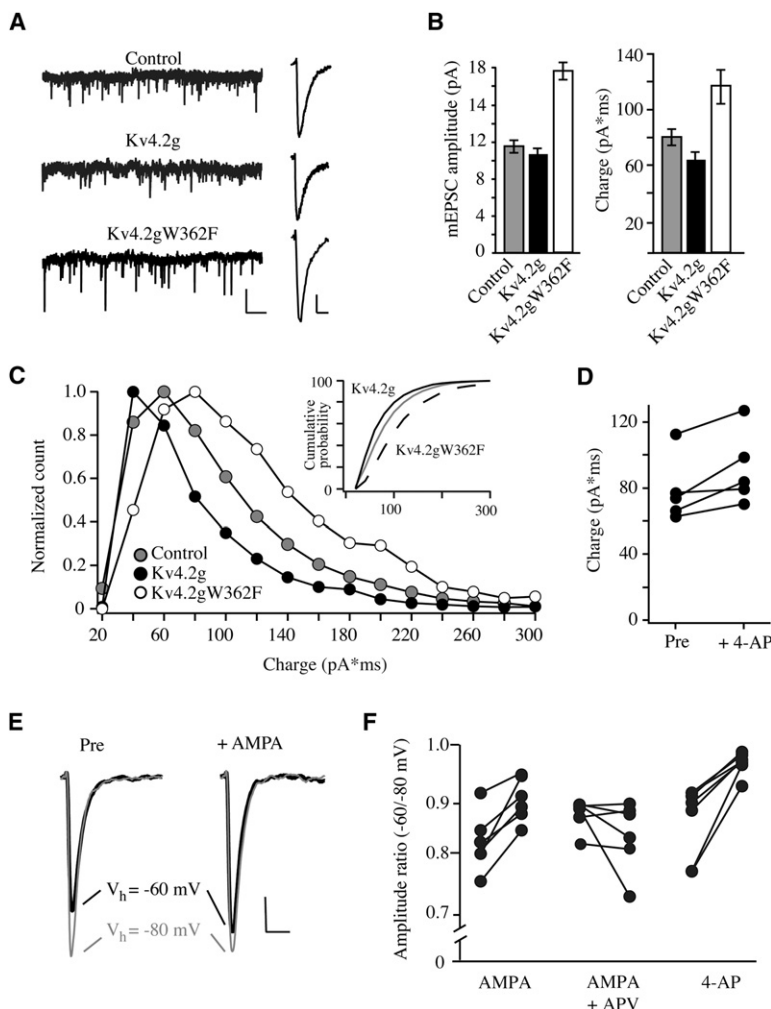 A
Control
Kv4.2g
Kv4.2gW362F
B
mEPSC amplitude (pA)
18
16
14
12
10
8
6
4
2
0
Control
Kv4.2g
Kv4.2gW362F
Charge (pA*ms)
140
100
60
20
Control
Kv4.2g
Kv4.2gW362F
C
Normalized count
1.0
0.8
0.6
0.4
0.2
0
Control
Kv4.2g
Kv4.2gW362F
20 60 100 140 180 220 260 300
Charge (pA*ms)
Cumulative
probability
100
0
Kv4.2g
Kv4.2gW362F
100 300
D
Charge (pA*ms)
120
80
40
0
Pre + 4-AP
E
Pre + AMPA
Vh = -60 mV
Vh = -80 mV
F
Amplitude ratio (-60/-80 mV)
1.0
0.9
0.8
0.7
0
AMPA AMPA 4-AP
+ APV